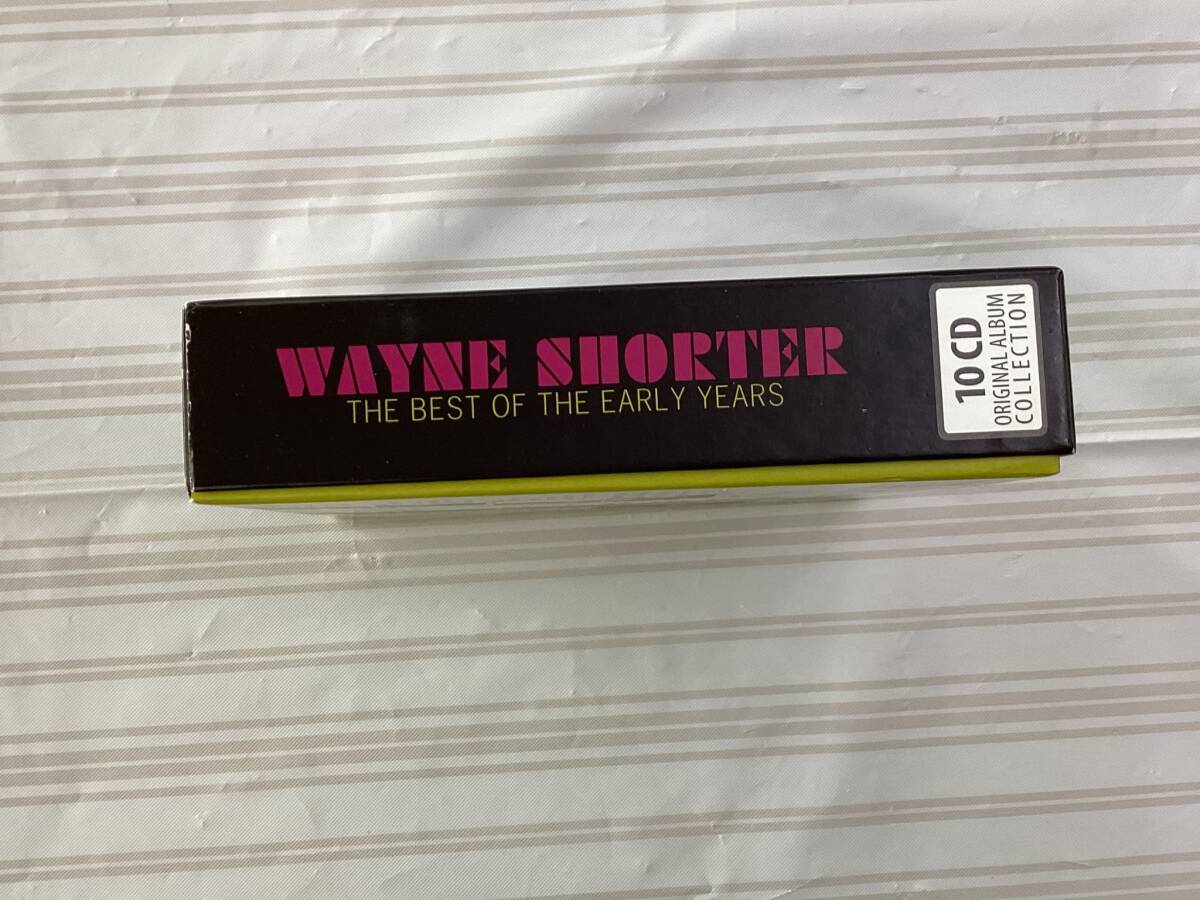 WAYNE SHORTER
THE BEST OF THE EARLY YEARS
10 CD
ORIGINAL ALBUM
COLLECTION